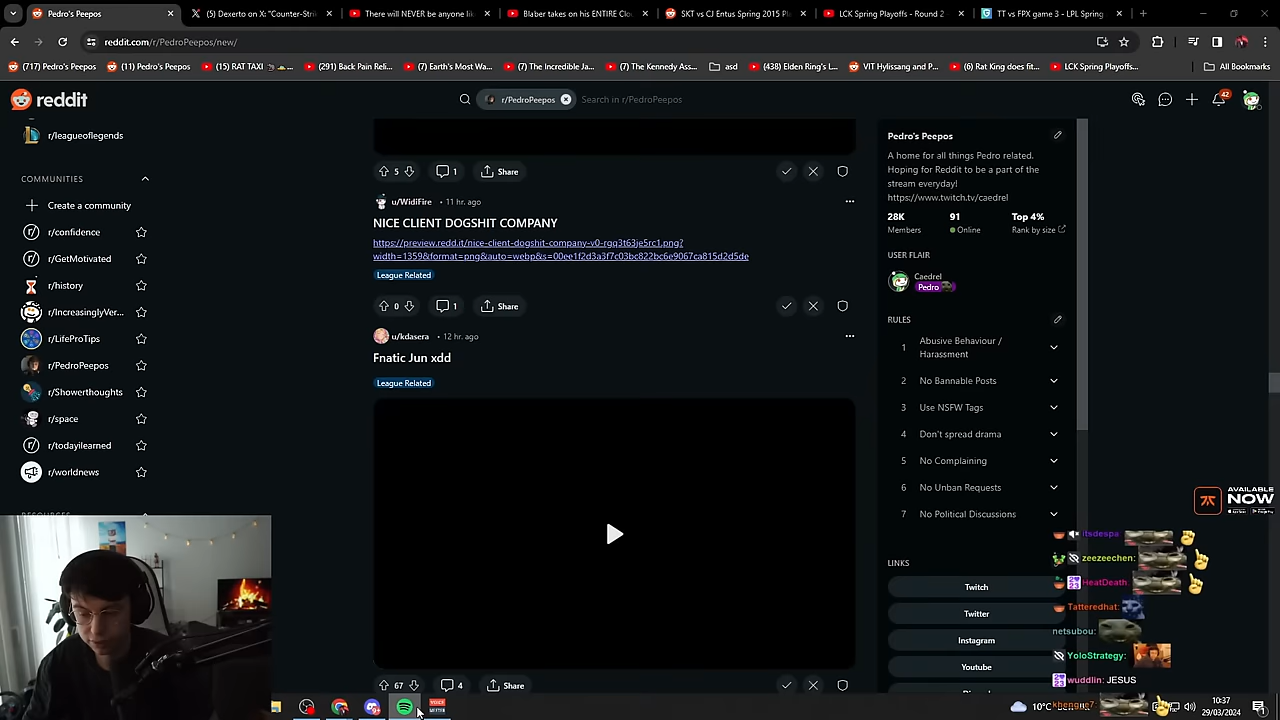 Pedro's Peepos
(5) Dexerto on X: "Counter-Stri
There will NEVER be anyone lik
Blaber takes on his ENTIRE Clo
SKT vs CJ Entus Spring 2015 Pl
LCK Spring Playoffs - Round 2
TT vs FPX game 3 - LPL Spring
reddit.com/r/PedroPeepos/new/
(717) Pedro's Peepos
(11) Pedro's Peepos
(15) RAT TAXI
(291) Back Pain Reli...
(7) Earth's Most Wa...
(7) The Incredible Ja...
(7) The Kennedy Ass...
asd
(438) Elden Ring's L...
VIT Hylissang and P...
(6) Rat King does fit...
LCK Spring Playoffs...
All Bookmarks
reddit
r/PedroPeepos
Search in r/PedroPeepos
42
r/leagueoflegends
COMMUNITIES
Create a community
r/confidence
r/GetMotivated
r/history
r/IncreasinglyVer...
r/LifeProTips
r/PedroPeepos
r/Showerthoughts
r/space
r/todayilearned
r/worldnews
5
1
Share
u/WidiFire • 11 hr. ago
NICE CLIENT DOGSHIT COMPANY
https://preview.redd.it/nice-client-dogshit-company-v0-rgq3t63je5rc1.png?
width=1359&format=png&auto=webp&s=00ee1f2d3a3f7c03bc822bc6e9067ca815d2d5de
League Related
0
1
Share
u/kdasera • 12 hr. ago
Fnatic Jun xdd
League Related
67
4
Share
Pedro's Peepos
A home for all things Pedro related.
Hoping for Reddit to be a part of the
stream everyday!
https://www.twitch.tv/caedrel
28K
91
Top 4%
Members
Online
Rank by size
USER FLAIR
Caedrel
Pedro
RULES
1 Abusive Behaviour /
Harassment
2 No Bannable Posts
3 Use NSFW Tags
4 Don't spread drama
5 No Complaining
6 No Unban Requests
7 No Political Discussions
LINKS
Twitch
Twitter
Instagram
Youtube
AVAILABLE
NOW
itsdespa
zeezeechen:
HeatDeath:
Tatteredhat:
netsubou:
YoloStrategy:
wuddlin: JESUS
10°C
10:37
29/03/2024